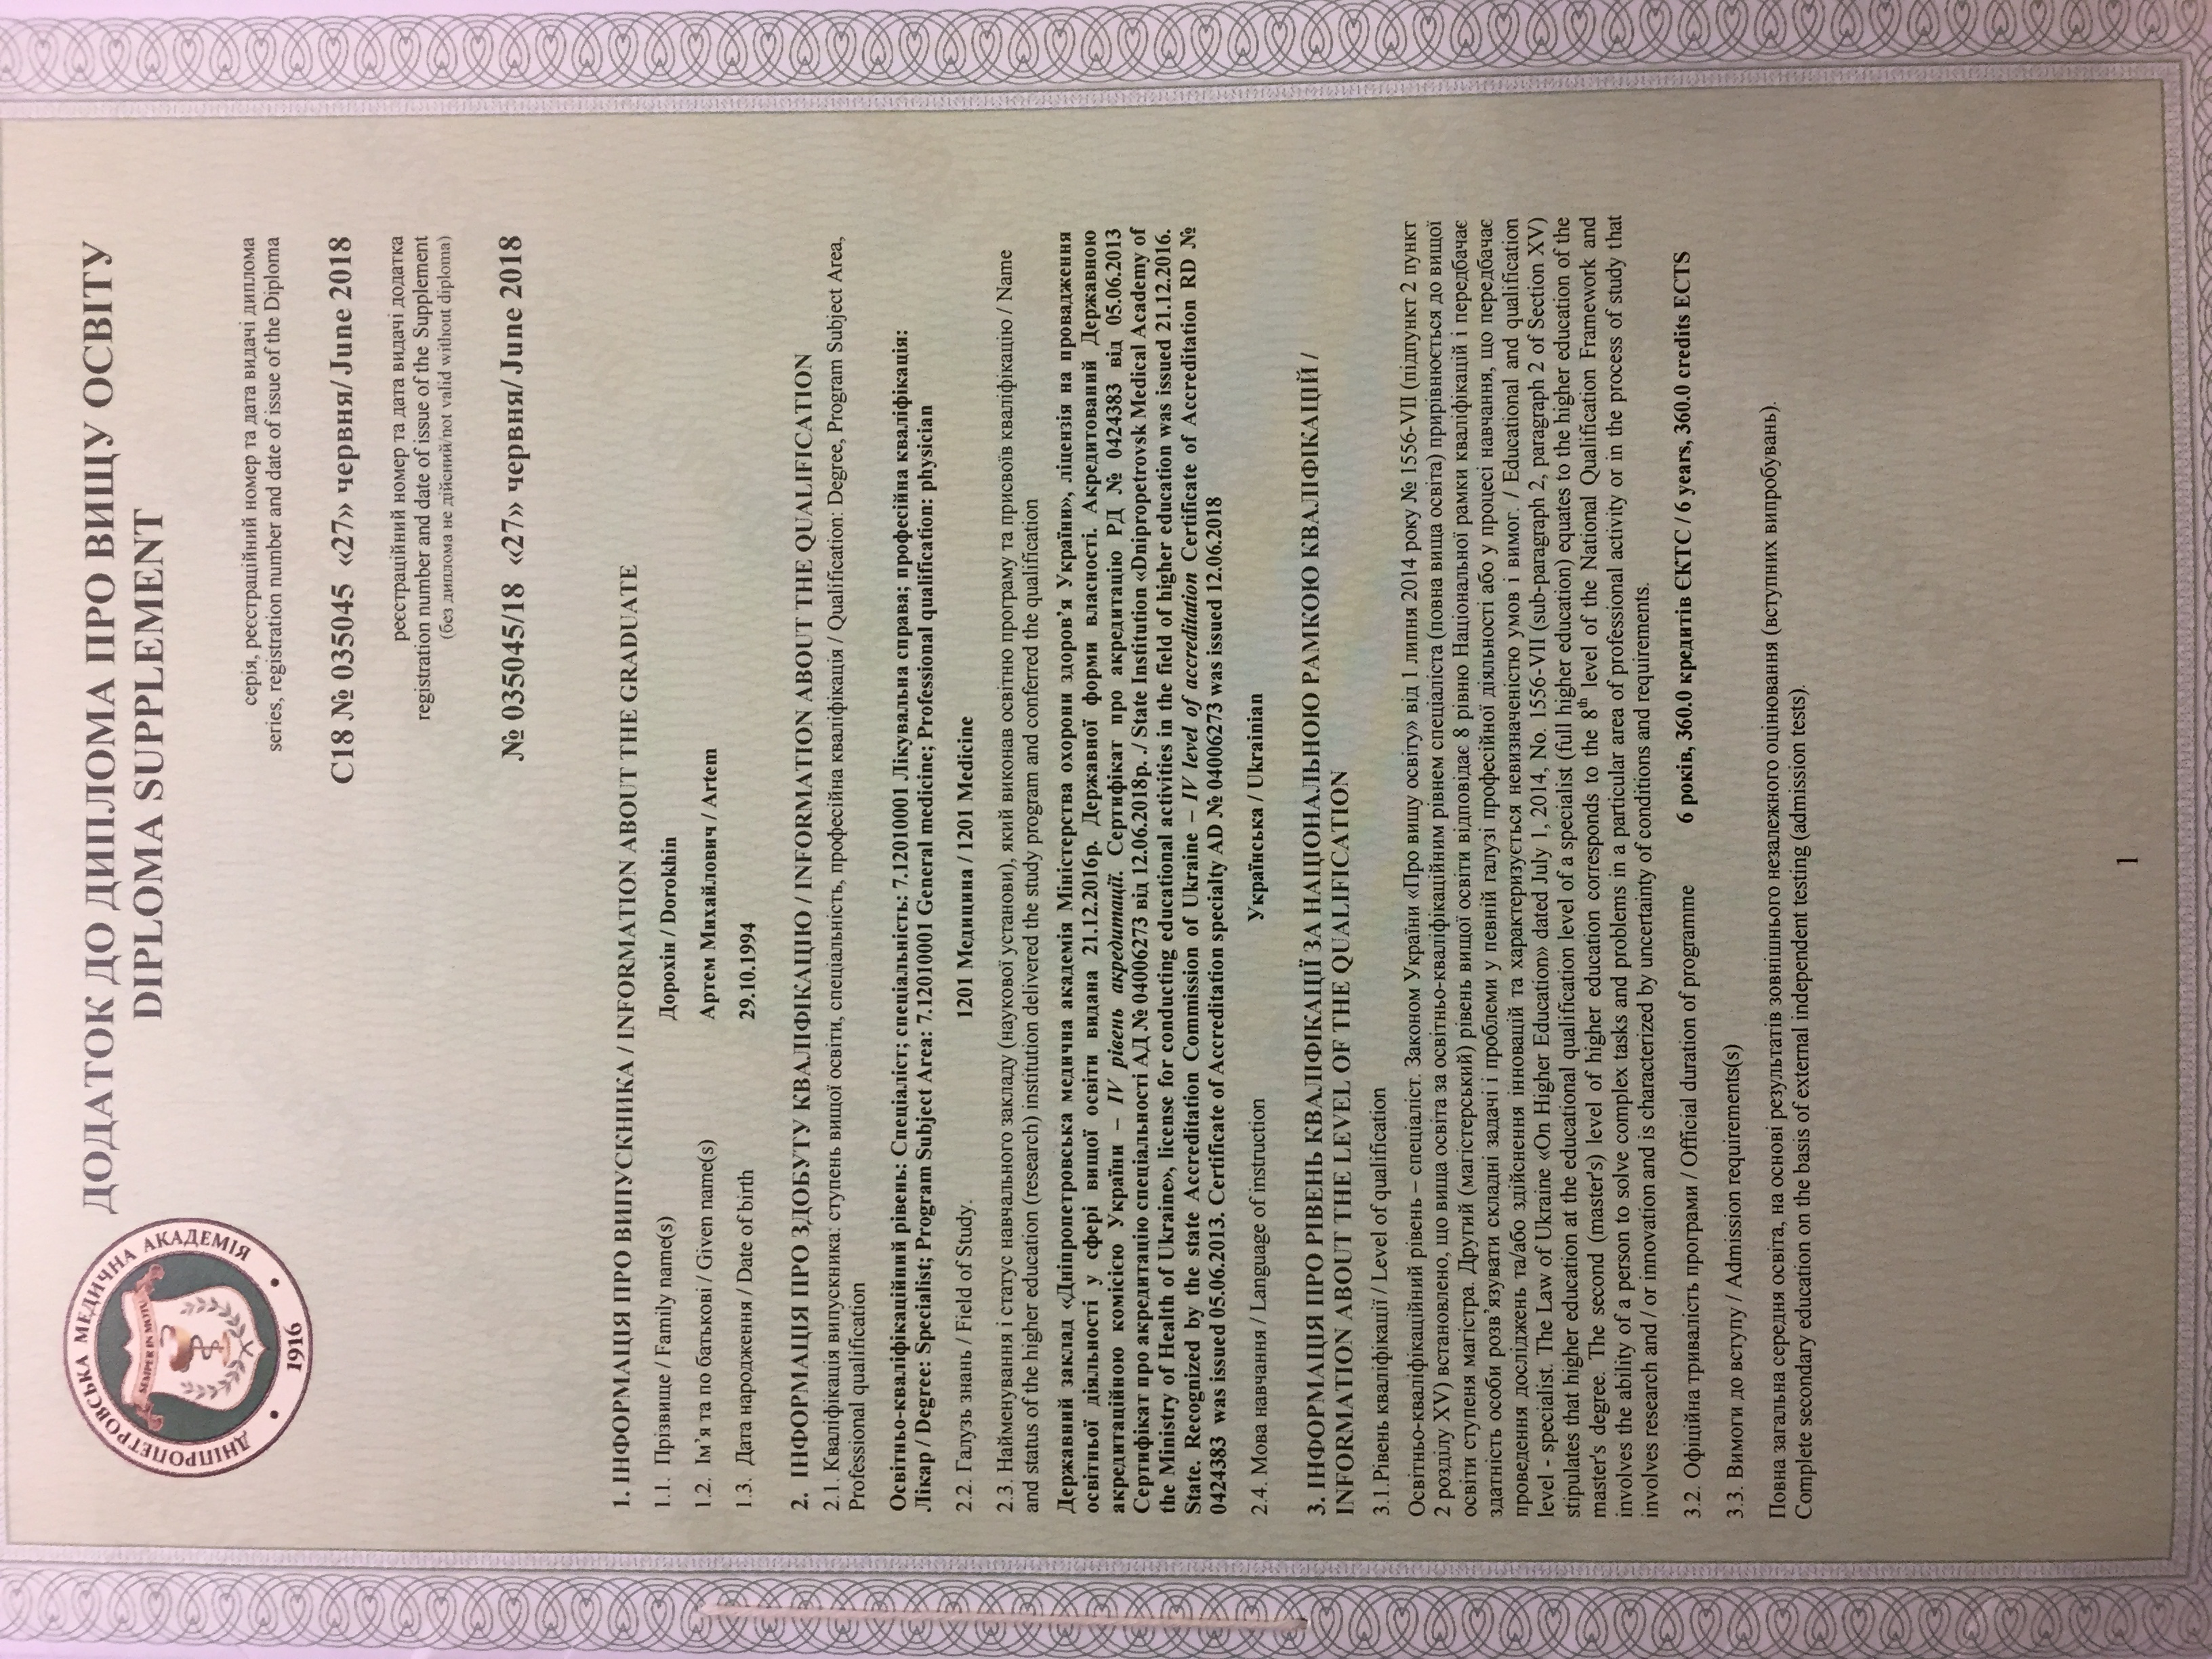 ДНІПРОПЕТРОВСЬКА МЕДИЧНА АКАДЕМІЯ
SEMPER IN MOTU
1916
ДОДАТОК ДО ДИПЛОМА ПРО ВИЩУ ОСВІТУ
DIPLOMA SUPPLEMENT
серія, реєстраційний номер та дата видачі диплома
series, registration number and date of issue of the Diploma
С18 № 035045 «27» червня/ June 2018
реєстраційний номер та дата видачі додатка
registration number and date of issue of the Supplement
(без диплома не дійсний/not valid without diploma)
№ 035045/18 «27» червня/ June 2018
1. ІНФОРМАЦІЯ ПРО ВИПУСКНИКА / INFORMATION ABOUT THE GRADUATE
1.1. Прізвище / Family name(s) Дорохін / Dorokhin
1.2. Ім’я та по батькові / Given name(s) Артем Михайлович / Artem
1.3. Дата народження / Date of birth 29.10.1994
2. ІНФОРМАЦІЯ ПРО ЗДОБУТУ КВАЛІФІКАЦІЮ / INFORMATION ABOUT THE QUALIFICATION
2.1. Кваліфікація випускника: ступень вищої освіти, спеціальність, професійна кваліфікація / Qualification: Degree, Program Subject Area,
Professional qualification
Освітньо-кваліфікаційний рівень: Спеціаліст; спеціальність: 7.12010001 Лікувальна справа; професійна кваліфікація:
Лікар / Degree: Specialist; Program Subject Area: 7.12010001 General medicine; Professional qualification: physician
2.2. Галузь знань / Field of Study. 1201 Медицина / 1201 Medicine
2.3. Найменування і статус навчального закладу (наукової установи), який виконав освітню програму та присвоїв кваліфікацію / Name
and status of the higher education (research) institution delivered the study program and conferred the qualification
Державний заклад «Дніпропетровська медична академія Міністерства охорони здоров’я України», ліцензія на провадження
освітньої діяльності у сфері вищої освіти видана 21.12.2016р. Державної форми власності. Акредитований Державною
акредитаційною комісією України – IV рівень акредитації. Сертифікат про акредитацію РД № 0424383 від 05.06.2013
Сертифікат про акредитацію спеціальності АД № 04006273 від 12.06.2018р. ./ State Institution «Dnipropetrovsk Medical Academy of
the Ministry of Health of Ukraine», license for conducting educational activities in the field of higher education was issued 21.12.2016.
State. Recognized by the state Accreditation Commission of Ukraine – IV level of accreditation Certificate of Accreditation RD №
0424383 was issued 05.06.2013. Certificate of Accreditation specialty AD № 04006273 was issued 12.06.2018
2.4. Мова навчання / Language of instruction Українська / Ukrainian
3. ІНФОРМАЦІЯ ПРО РІВЕНЬ КВАЛІФІКАЦІЇ ЗА НАЦІОНАЛЬНОЮ РАМКОЮ КВАЛІФІКАЦІЙ /
INFORMATION ABOUT THE LEVEL OF THE QUALIFICATION
3.1.Рівень кваліфікації / Level of qualification
Освітньо-кваліфікаційний рівень – спеціаліст. Законом України «Про вищу освіту» від 1 липня 2014 року № 1556-VII (підпункт 2 пункт
2 розділу XV) встановлено, що вища освіта за освітньо-кваліфікаційним рівнем спеціаліста (повна вища освіта) прирівнюється до вищої
освіти ступеня магістра. Другий (магістерський) рівень вищої освіти відповідає 8 рівню Національної рамки кваліфікацій і передбачає
здатність особи розв’язувати складні задачі і проблеми у певній галузі професійної діяльності або у процесі навчання, що передбачає
проведення досліджень та/або здійснення інновацій та характеризується невизначеністю умов і вимог. / Educational and qualification
level - specialist. The Law of Ukraine «On Higher Education» dated July 1, 2014, No. 1556-VII (sub-paragraph 2, paragraph 2 of Section XV)
stipulates that higher education at the educational qualification level of a specialist (full higher education) equates to the higher education of the
master's degree. The second (master's) level of higher education corresponds to the 8th level of the National Qualification Framework and
involves the ability of a person to solve complex tasks and problems in a particular area of professional activity or in the process of study that
involves research and / or innovation and is characterized by uncertainty of conditions and requirements.
3.2. Офіційна тривалість програми / Official duration of programme 6 років, 360.0 кредитів ЄКТС / 6 years, 360.0 credits ECTS
3.3. Вимоги до вступу / Admission requirements(s)
Повна загальна середня освіта, на основі результатів зовнішнього незалежного оцінювання (вступних випробувань).
Complete secondary education on the basis of external independent testing (admission tests).
1